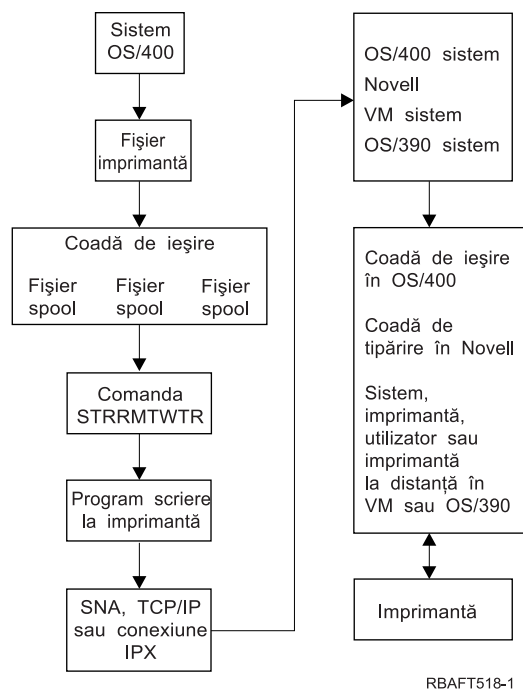 Sistem
OS/400
Fişier
imprimantă
Coadă de ieşire
Fişier Fişier Fişier
spool spool spool
Comanda
STRRMTWTR
Program scriere
la imprimantă
SNA, TCP/IP
sau conexiune
IPX
OS/400 sistem
Novell
VM sistem
OS/390 sistem
Coadă de ieşire
în OS/400
Coadă de
tipărire în Novell
Sistem,
imprimantă,
utilizator sau
imprimantă
la distanţă în
VM sau OS/390
Imprimantă
RBAFT518-1